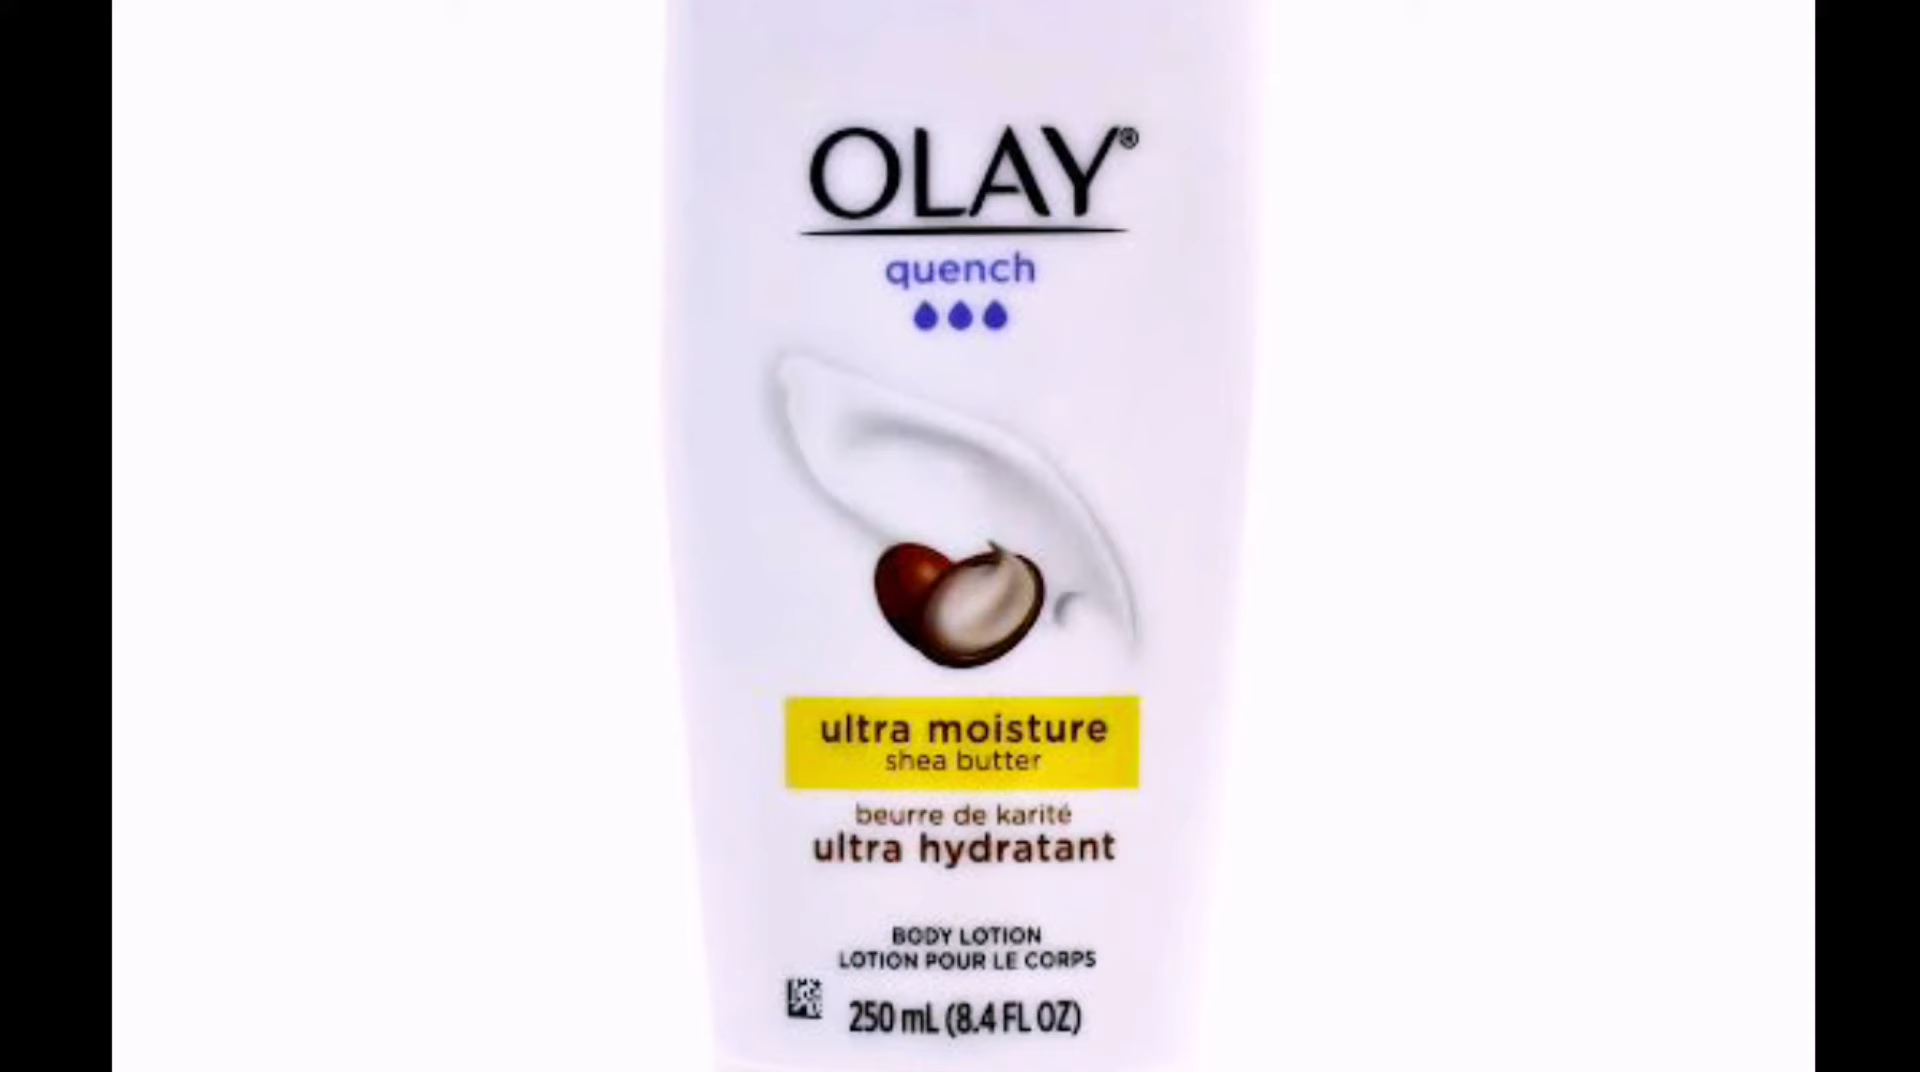 OLAY®
quench
ultra moisture
shea butter
beurre de karité
ultra hydratant
BODY LOTION
LOTION POUR LE CORPS
250 mL (8.4 FL OZ)